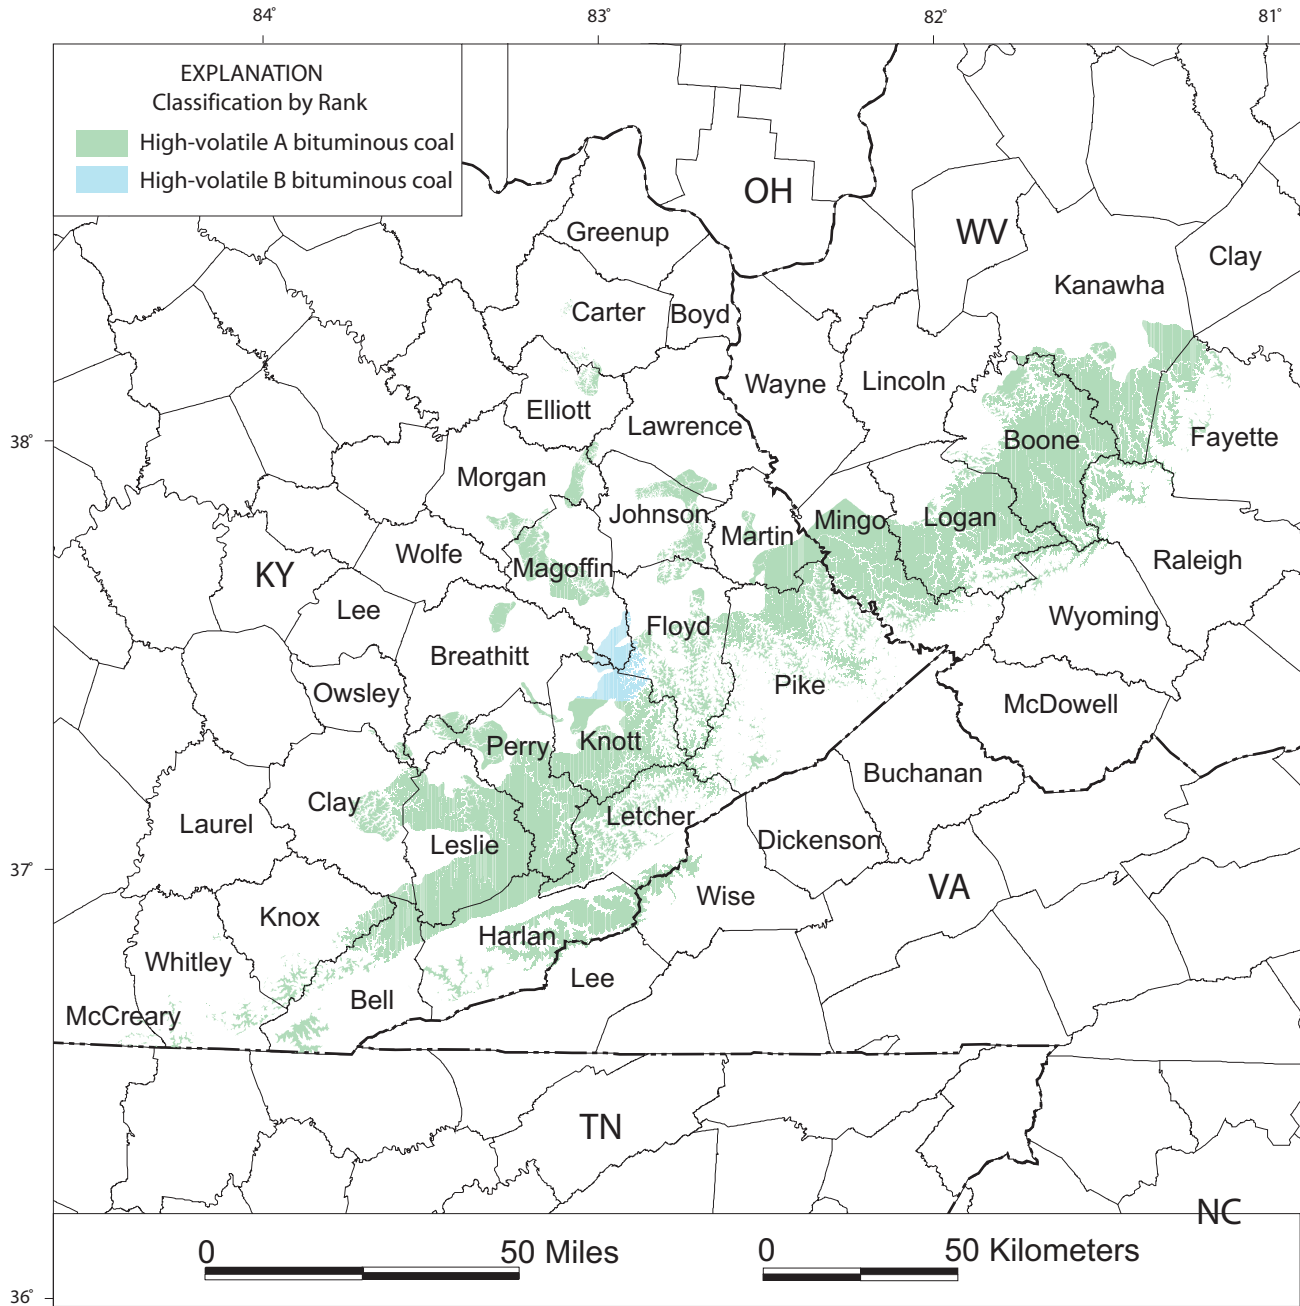 84° 83° 82° 81°
EXPLANATION
Classification by Rank
High-volatile A bituminous coal
High-volatile B bituminous coal
OH
Greenup
WV
Clay
Kanawha
Carter
Boyd
Wayne
Lincoln
Elliott
Lawrence
38°
Boone
Fayette
Morgan
Johnson
Martin
Mingo
Logan
Wolfe
Magoffin
Raleigh
KY
Lee
Wyoming
Floyd
Breathitt
Owsley
Pike
McDowell
Perry
Knott
Buchanan
Clay
Letcher
Laurel
Leslie
Dickenson
37°
VA
Wise
Knox
Harlan
Whitley
Lee
Bell
McCreary
TN
NC
0 50 Miles
0 50 Kilometers
36°